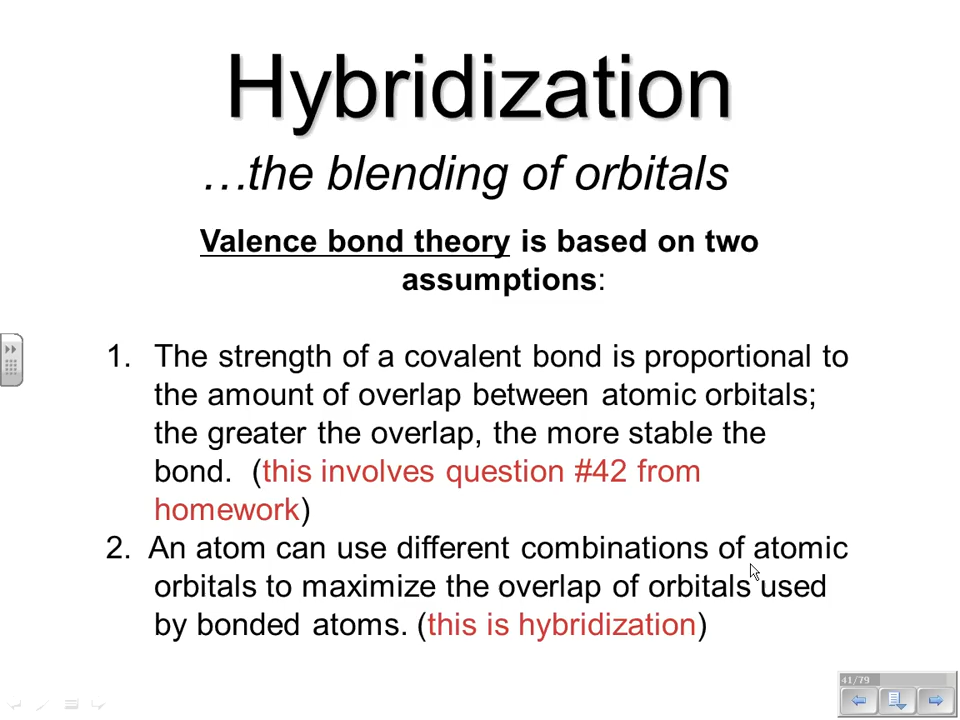 Hybridization
…the blending of orbitals
Valence bond theory is based on two
assumptions:
1. The strength of a covalent bond is proportional to
the amount of overlap between atomic orbitals;
the greater the overlap, the more stable the
bond. (this involves question #42 from
homework)
2. An atom can use different combinations of atomic
orbitals to maximize the overlap of orbitals used
by bonded atoms. (this is hybridization)
41/79